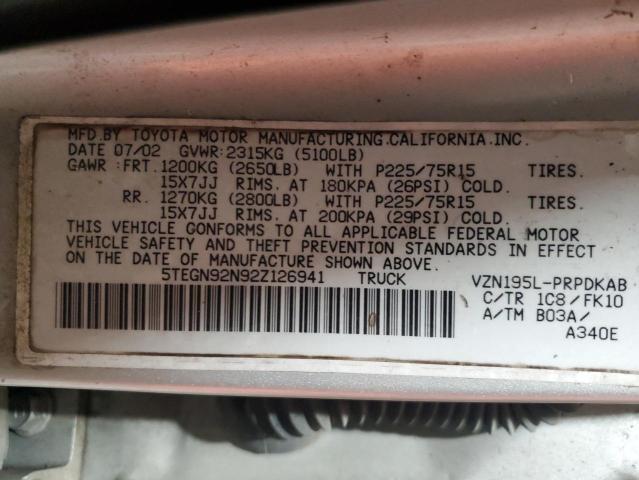 MFD.BY TOYOTA MOTOR MANUFACTURING.CALIFORNIA.INC.
DATE 07/02 GVWR:2315KG (5100LB)
GAWR :FRT. 1200KG (2650LB) WITH P225/75R15 TIRES.
15X7JJ RIMS. AT 180KPA (26PSI) COLD.
RR. 1270KG (2800LB) WITH P225/75R15 TIRES.
15X7JJ RIMS. AT 200KPA (29PSI) COLD.
THIS VEHICLE CONFORMS TO ALL APPLICABLE FEDERAL MOTOR
VEHICLE SAFETY AND THEFT PREVENTION STANDARDS IN EFFECT
ON THE DATE OF MANUFACTURE SHOWN ABOVE.
5TEGN92N92Z126941 TRUCK VZN195L-PRPDKAB
C/TR 1C8/FK10
A/TM B03A/
A340E